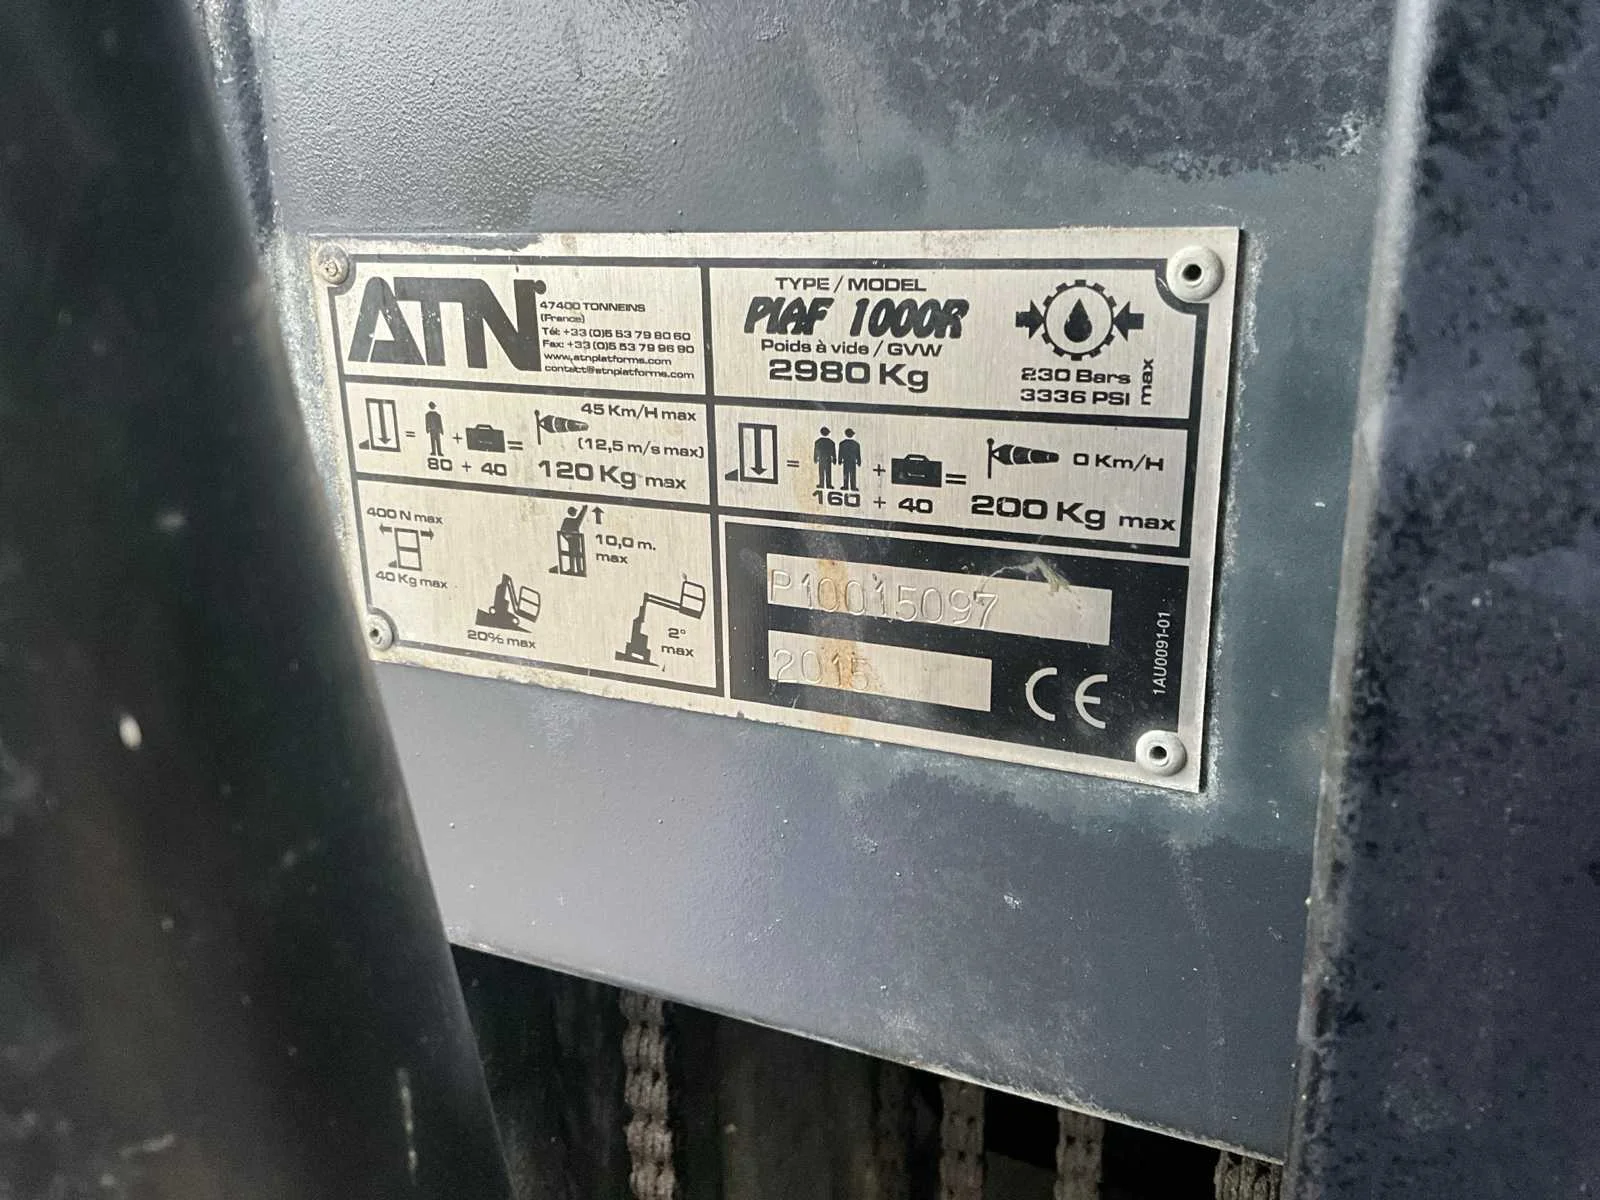 ATN
47400 TONNEINS
(France)
Tél: +33 (0)5 53 79 80 60
Fax: +33 (0)5 53 79 96 90
www.atnplatforms.com
contact@atnplatforms.com
TYPE / MODEL
PIAF 1000R
Poids à vide / GVW
2980 Kg
230 Bars
3336 PSI
max
= + =
80 + 40
45 Km/H max
(12,5 m/s max)
120 Kg max
= + =
160 + 40
0 Km/H
200 Kg max
400 N max
40 Kg max
10,0 m.
max
20% max
2°
max
P10015097
2015
CE
1AU0091-01